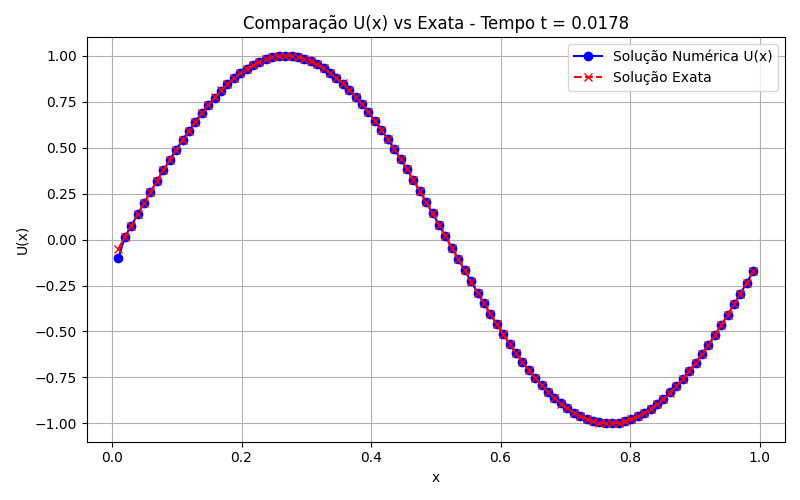 Comparação U(x) vs Exata - Tempo t = 0.0178
Solução Numérica U(x)
Solução Exata
1.00
0.75
0.50
0.25
0.00
−0.25
−0.50
−0.75
−1.00
U(x)
0.0 0.2 0.4 0.6 0.8 1.0
x